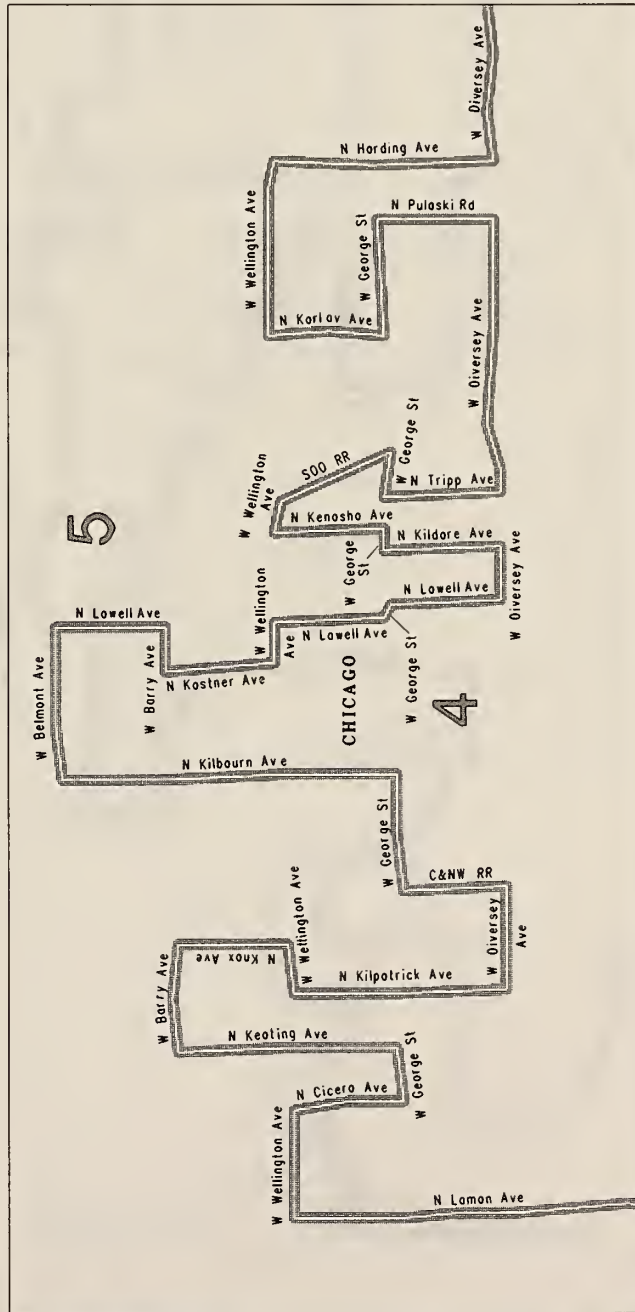 W Diversey Ave
N Harding Ave
W Wellington Ave
N Pulaski Rd
W George St
N Karlov Ave
W Diversey Ave
W George St
SOO RR
N Tripp Ave
W Wellington
Ave
N Kenosha Ave
W George
St
N Kildare Ave
5
N Lowell Ave
W Diversey Ave
N Lowell Ave
W Wellington
Ave
N Lowell Ave
W George St
W Belmont Ave
W Barry Ave
N Kostner Ave
CHICAGO
4
N Kilbourn Ave
W George St
C&NW RR
W Diversey
Ave
W Wellington Ave
N Knox Ave
N Kilpatrick Ave
W Barry Ave
N Keating Ave
W George St
N Cicero Ave
W Wellington Ave
N Lamon Ave